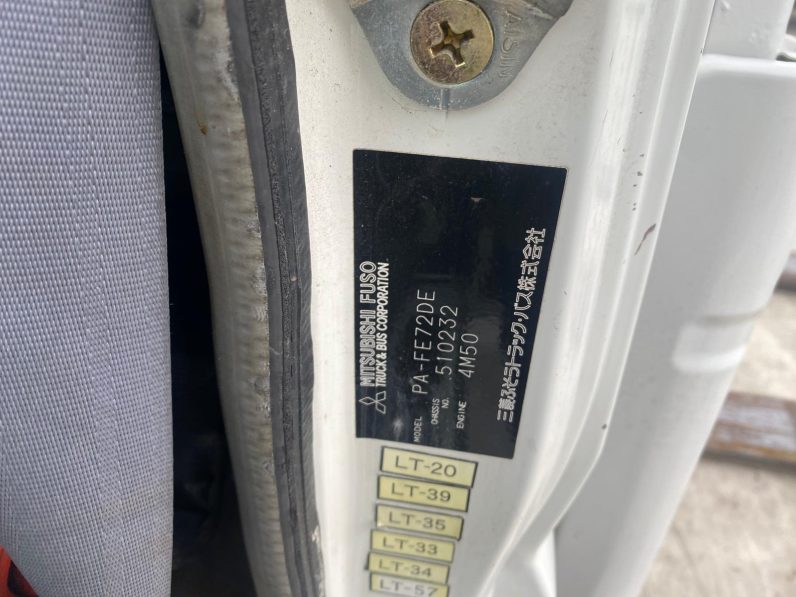 AISIN
MITSUBISHI FUSO
TRUCK & BUS CORPORATION
MODEL PA-FE72DE
CHASSIS NO. 510232
ENGINE 4M50
三菱ふそうトラック・バス株式会社
LT-20
LT-39
LT-35
LT-33
LT-34
LT-57